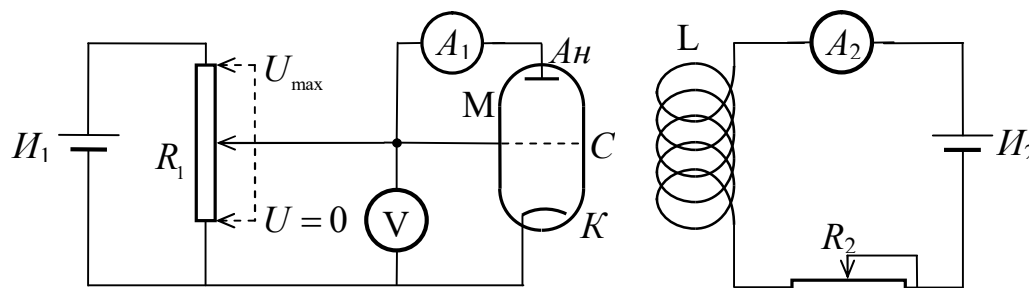 A₁
Ан
L
A₂
U_max
М
И₁
R₁
С
И₂
U = 0
V
К
R₂